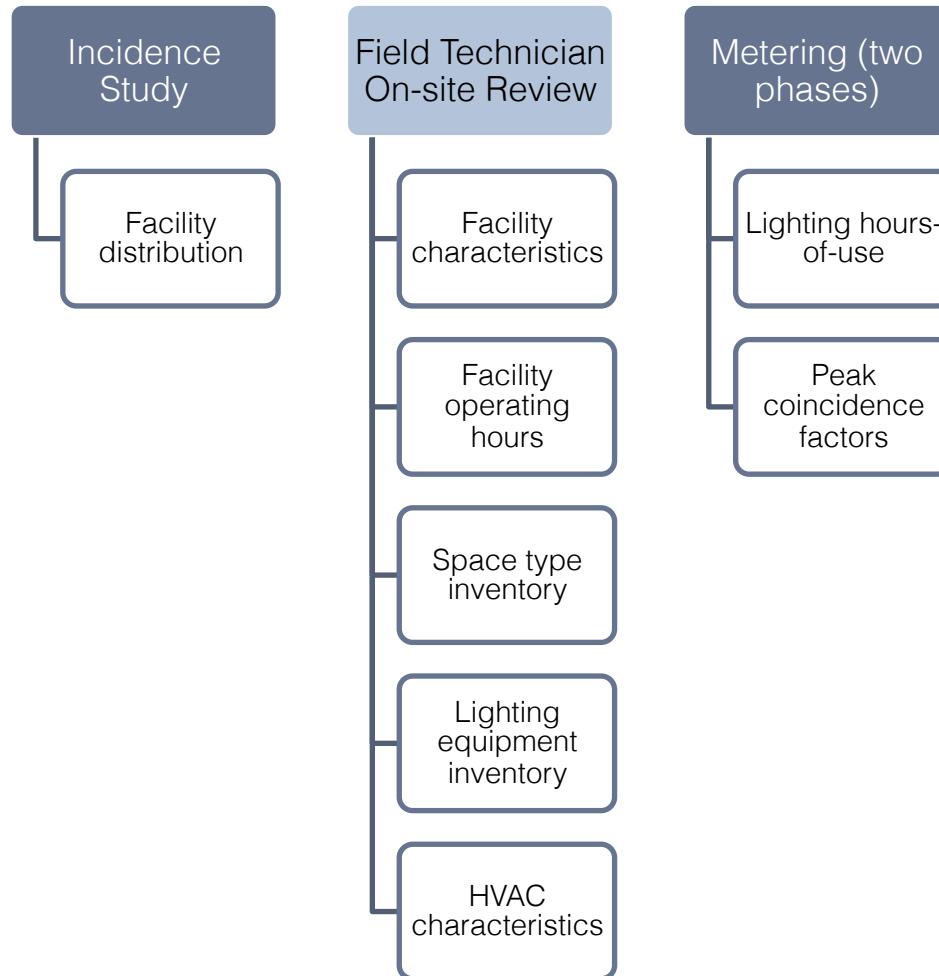 Incidence
Study
Facility
distribution
Field Technician
On-site Review
Facility
characteristics
Facility
operating
hours
Space type
inventory
Lighting
equipment
inventory
HVAC
characteristics
Metering (two
phases)
Lighting hours-
of-use
Peak
coincidence
factors